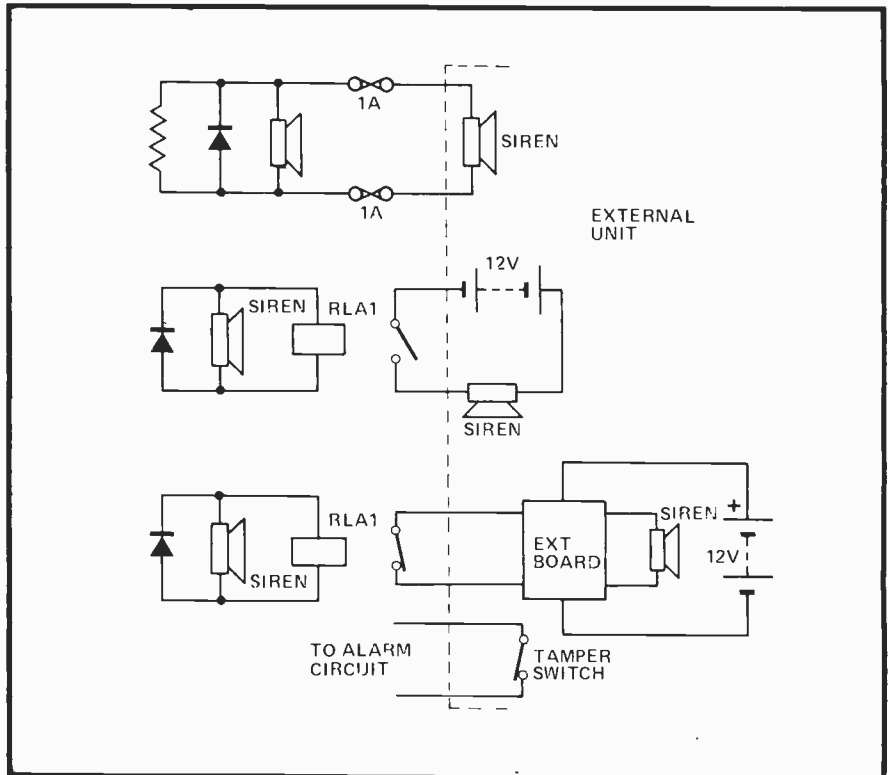 1A
SIREN
1A
EXTERNAL
UNIT
12V
SIREN
RLA1
SIREN
SIREN
RLA1
SIREN
+
EXT
BOARD
12V
TO ALARM
CIRCUIT
TAMPER
SWITCH